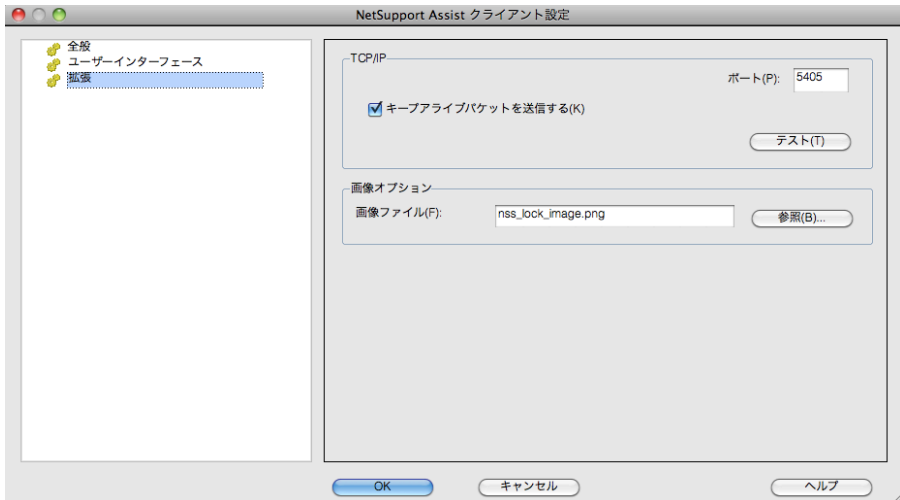 NetSupport Assist クライアント設定
全般
ユーザーインターフェース
拡張
TCP/IP
ポート(P): 5405
キープアライブパケットを送信する(K)
テスト(T)
画像オプション
画像ファイル(F): nss_lock_image.png 参照(B)...
OK キャンセル ヘルプ